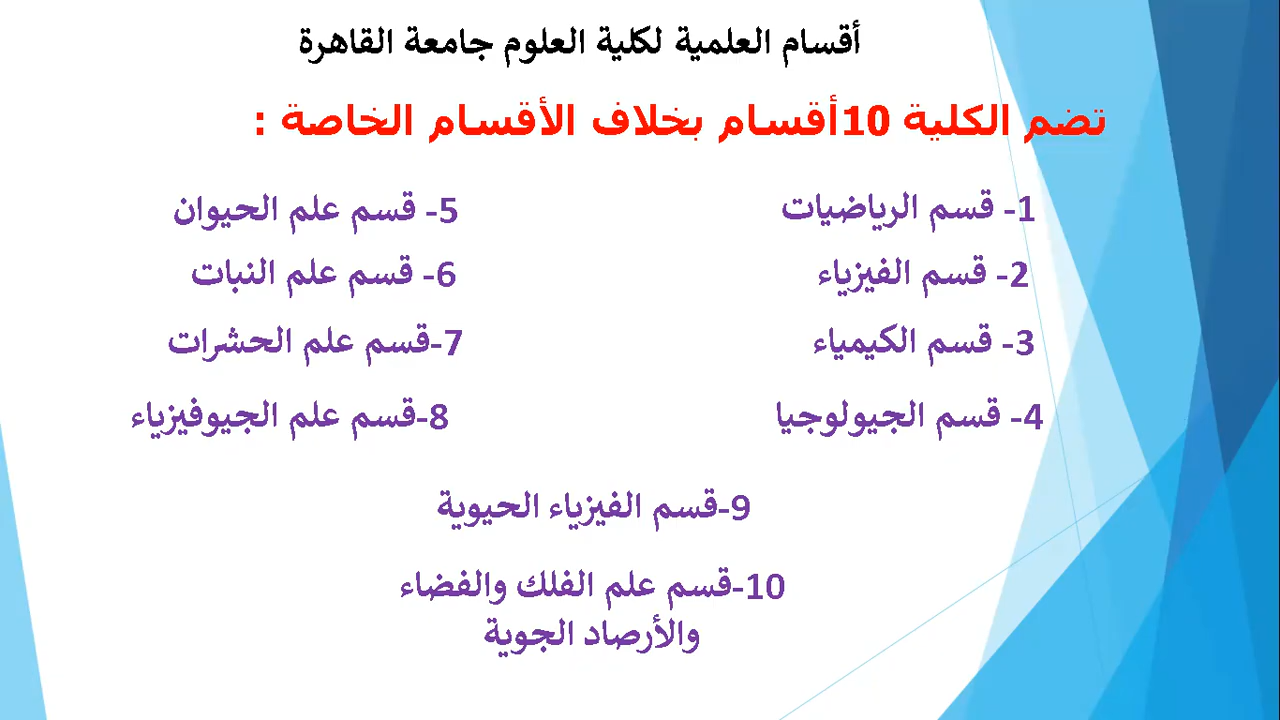 أقسام العلمية لكلية العلوم جامعة القاهرة
تضم الكلية 10أقسام بخلاف الأقسام الخاصة :
1- قسم الرياضيات
2- قسم الفيزياء
3- قسم الكيمياء
4- قسم الجيولوجيا
5- قسم علم الحيوان
6- قسم علم النبات
7-قسم علم الحشرات
8-قسم علم الجيوفيزياء
9-قسم الفيزياء الحيوية
10-قسم علم الفلك والفضاء
والأرصاد الجوية